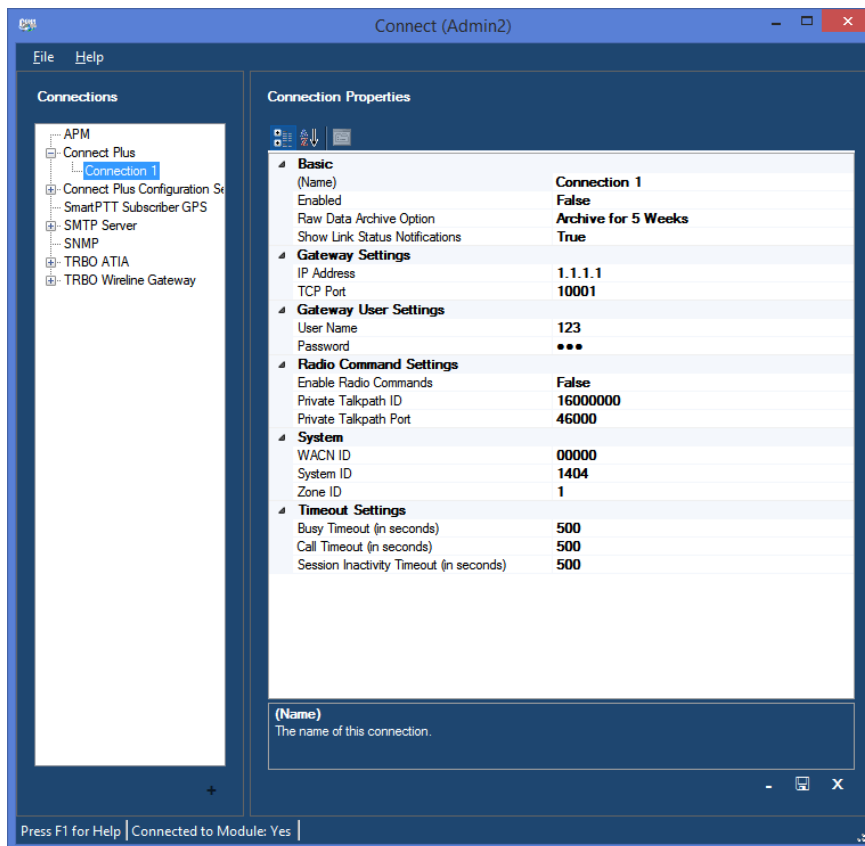 Connect (Admin2)
File Help
Connections
APM
Connect Plus
Connection 1
Connect Plus Configuration Se
SmartPTT Subscriber GPS
SMTP Server
SNMP
TRBO ATIA
TRBO Wireline Gateway
Connection Properties
Basic
(Name) Connection 1
Enabled False
Raw Data Archive Option Archive for 5 Weeks
Show Link Status Notifications True
Gateway Settings
IP Address 1.1.1.1
TCP Port 10001
Gateway User Settings
User Name 123
Password ●●●
Radio Command Settings
Enable Radio Commands False
Private Talkpath ID 16000000
Private Talkpath Port 46000
System
WACN ID 00000
System ID 1404
Zone ID 1
Timeout Settings
Busy Timeout (in seconds) 500
Call Timeout (in seconds) 500
Session Inactivity Timeout (in seconds) 500
(Name)
The name of this connection.
Press F1 for Help Connected to Module: Yes